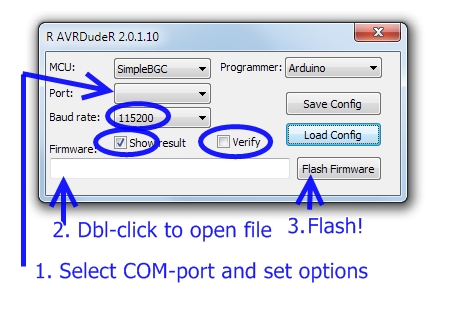 R AVRDudeR 2.0.1.10
MCU: SimpleBGC Programmer: Arduino
Port:
Save Config
Baud rate: 115200
Load Config
Firmware: Show result Verify
Flash Firmware
2. Dbl-click to open file 3.Flash!
1. Select COM-port and set options